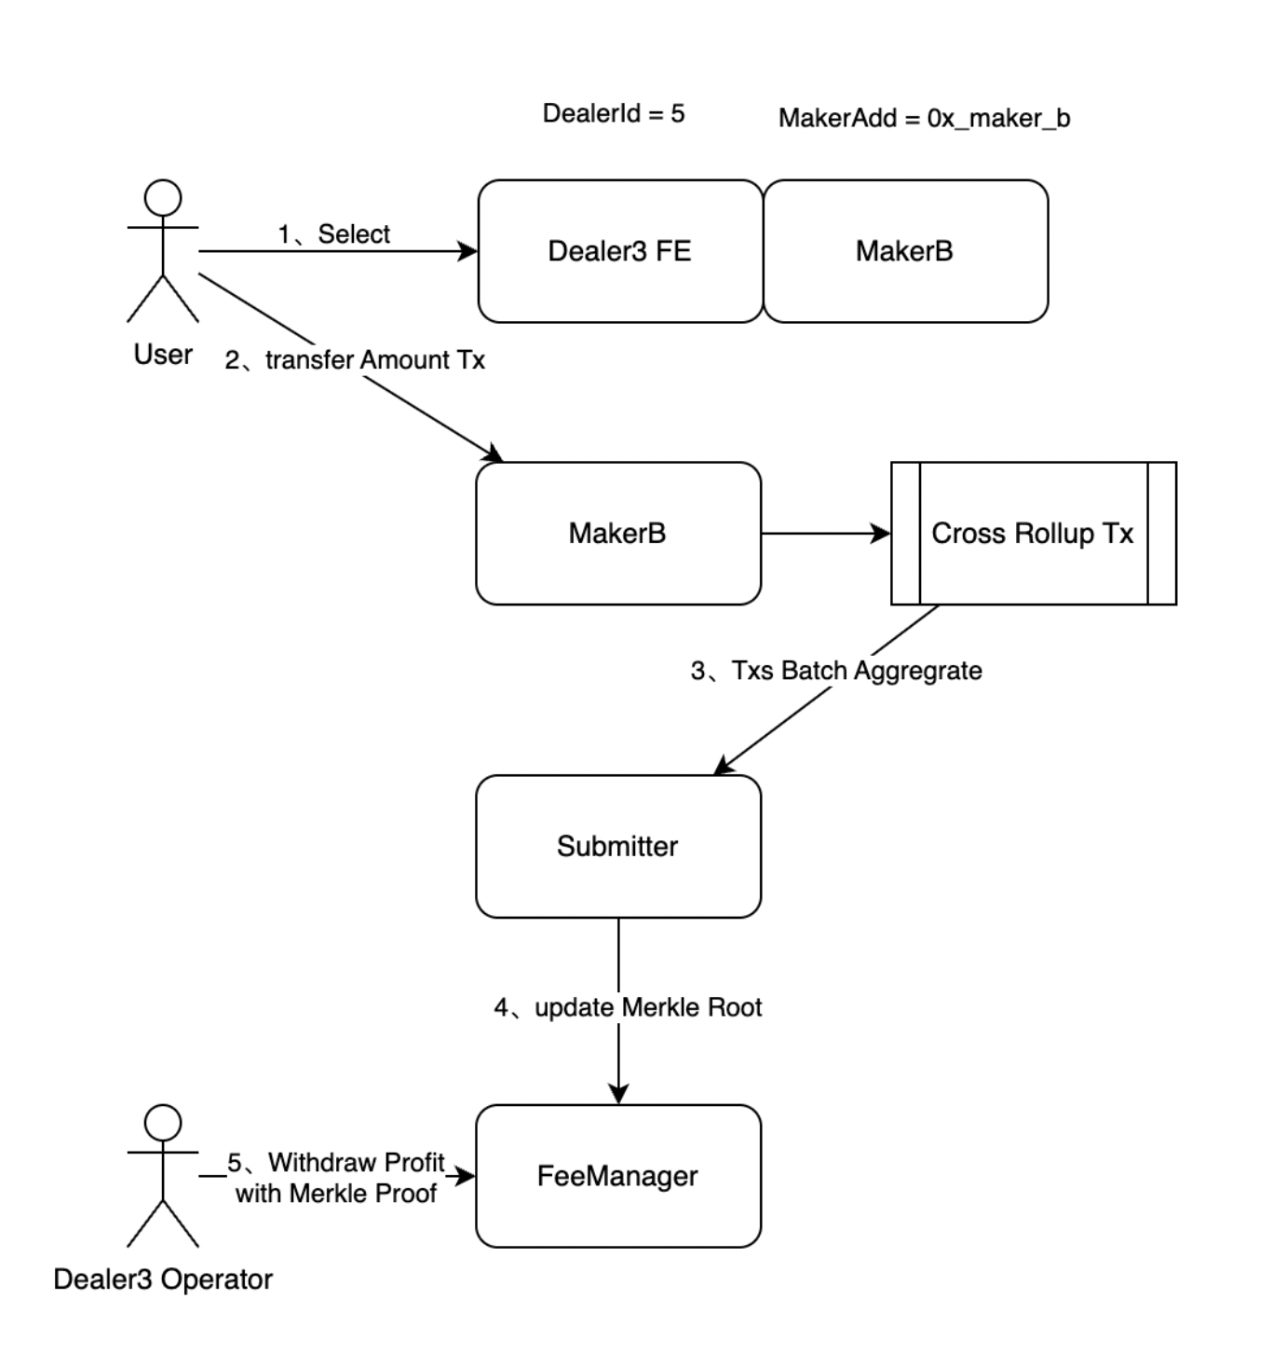 DealerId = 5
MakerAdd = 0x_maker_b
1、Select
Dealer3 FE
MakerB
User
2、transfer Amount Tx
MakerB
Cross Rollup Tx
3、Txs Batch Aggregrate
Submitter
4、update Merkle Root
5、Withdraw Profit
with Merkle Proof
FeeManager
Dealer3 Operator